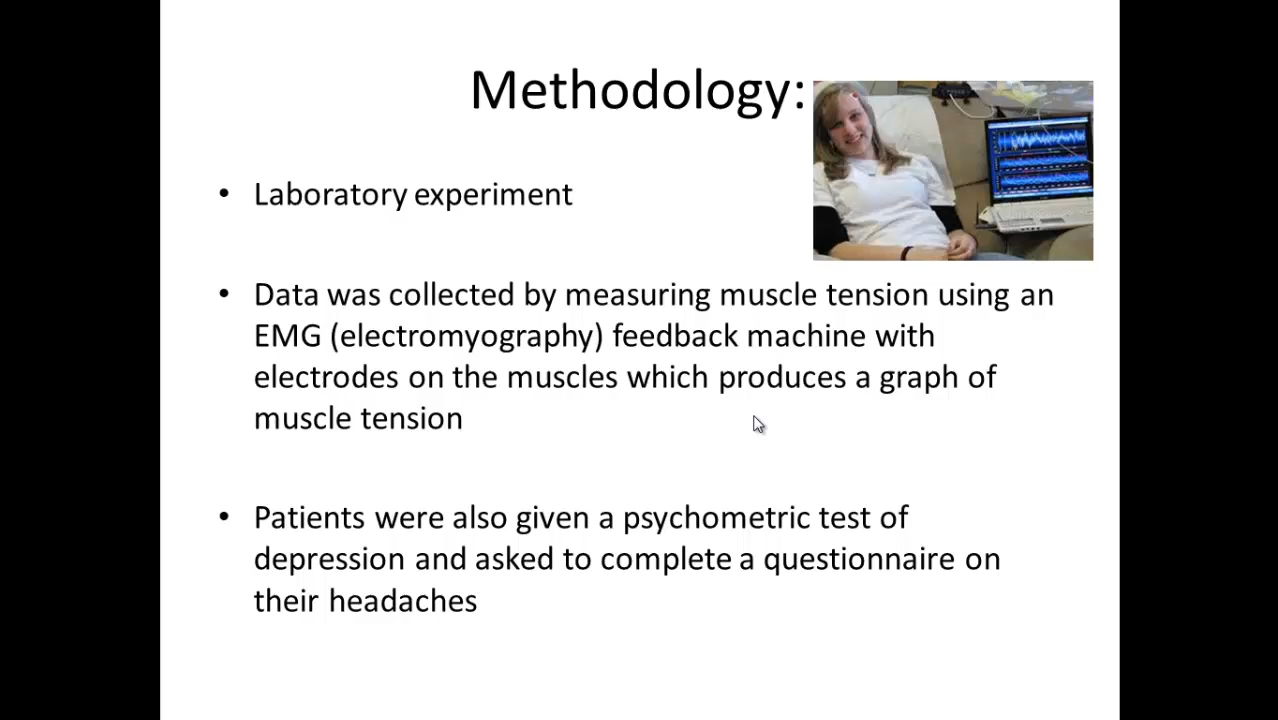 Methodology:
• Laboratory experiment
• Data was collected by measuring muscle tension using an
EMG (electromyography) feedback machine with
electrodes on the muscles which produces a graph of
muscle tension
• Patients were also given a psychometric test of
depression and asked to complete a questionnaire on
their headaches